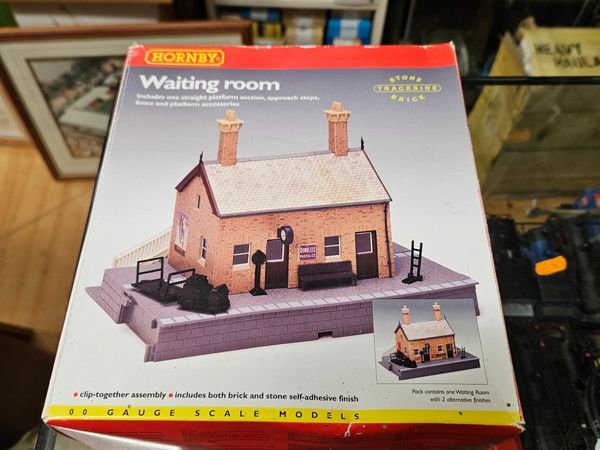 HORNBY
Waiting room
Includes one straight platform section, approach steps,
fence and platform accessories
STONE
TRACKSIDE
BRICK
HEAVY
• clip-together assembly • includes both brick and stone self-adhesive finish
Pack contains one Waiting Room
with 2 alternative finishes
00 GAUGE SCALE MODELS